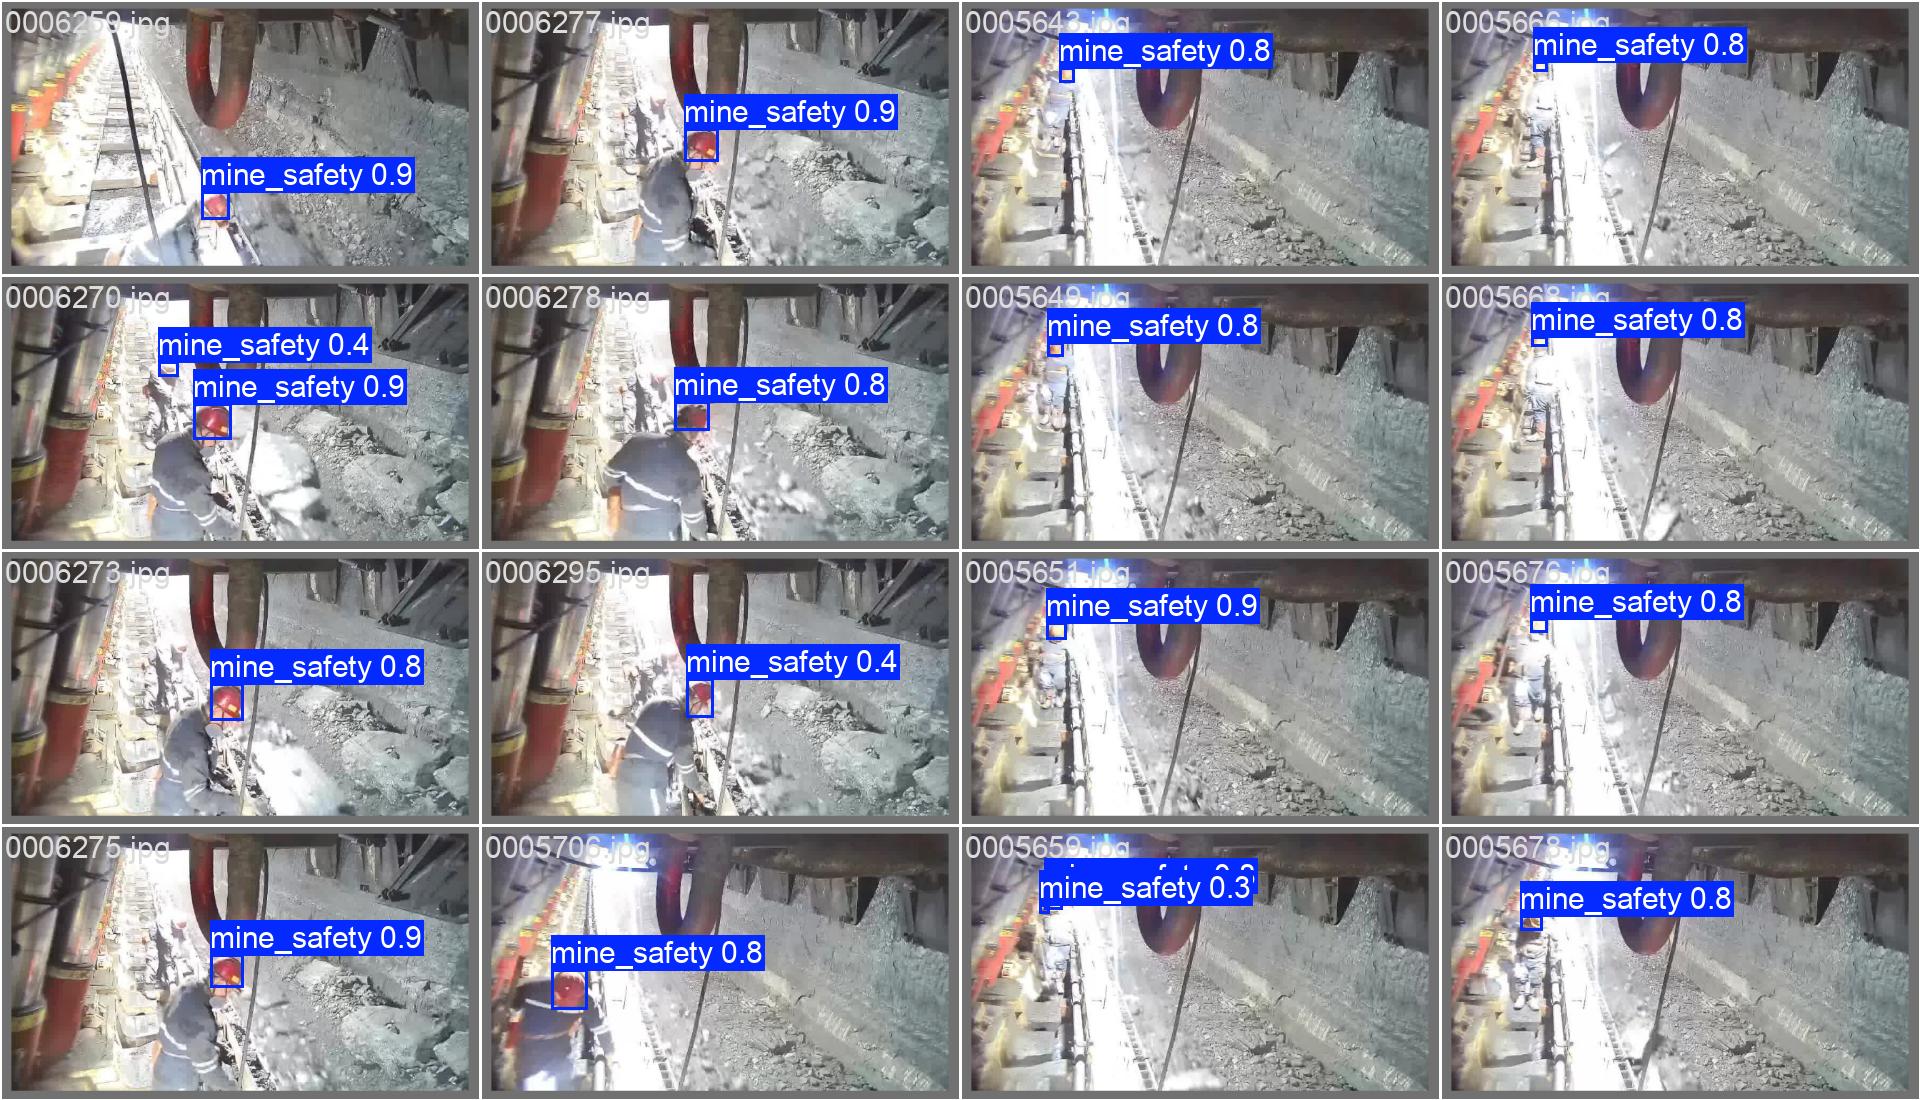 0006259.jpg
mine_safety 0.9
0006277.jpg
mine_safety 0.9
0005643.jpg
mine_safety 0.8
0005666.jpg
mine_safety 0.8
0006270.jpg
mine_safety 0.4
mine_safety 0.9
0006278.jpg
mine_safety 0.8
0005649.jpg
mine_safety 0.8
0005668.jpg
mine_safety 0.8
0006273.jpg
mine_safety 0.8
0006295.jpg
mine_safety 0.4
0005651.jpg
mine_safety 0.9
0005676.jpg
mine_safety 0.8
0006275.jpg
mine_safety 0.9
0005706.jpg
mine_safety 0.8
0005659.jpg
mine_safety 0.3
0005678.jpg
mine_safety 0.8